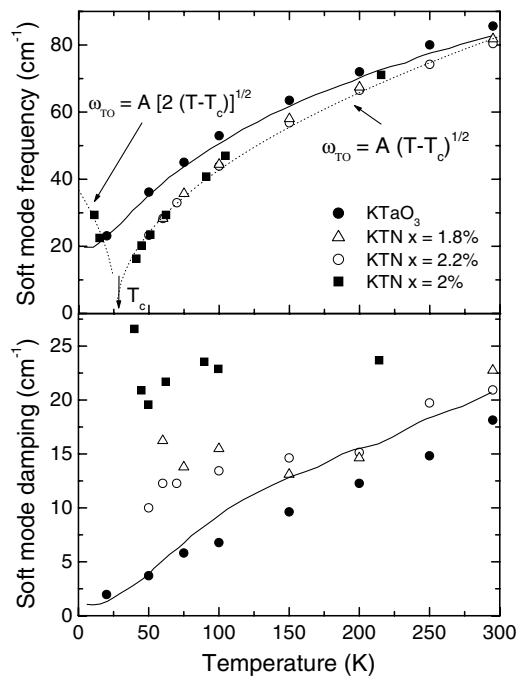 Soft mode frequency (cm⁻¹)
100
80
60
40
20
0
ω_TO = A [2 (T-T_c)]^1/2
ω_TO = A (T-T_c)^1/2
KTaO₃
KTN x = 1.8%
KTN x = 2.2%
KTN x = 2%
T_c
Soft mode damping (cm⁻¹)
25
20
15
10
5
0
0 50 100 150 200 250 300
Temperature (K)